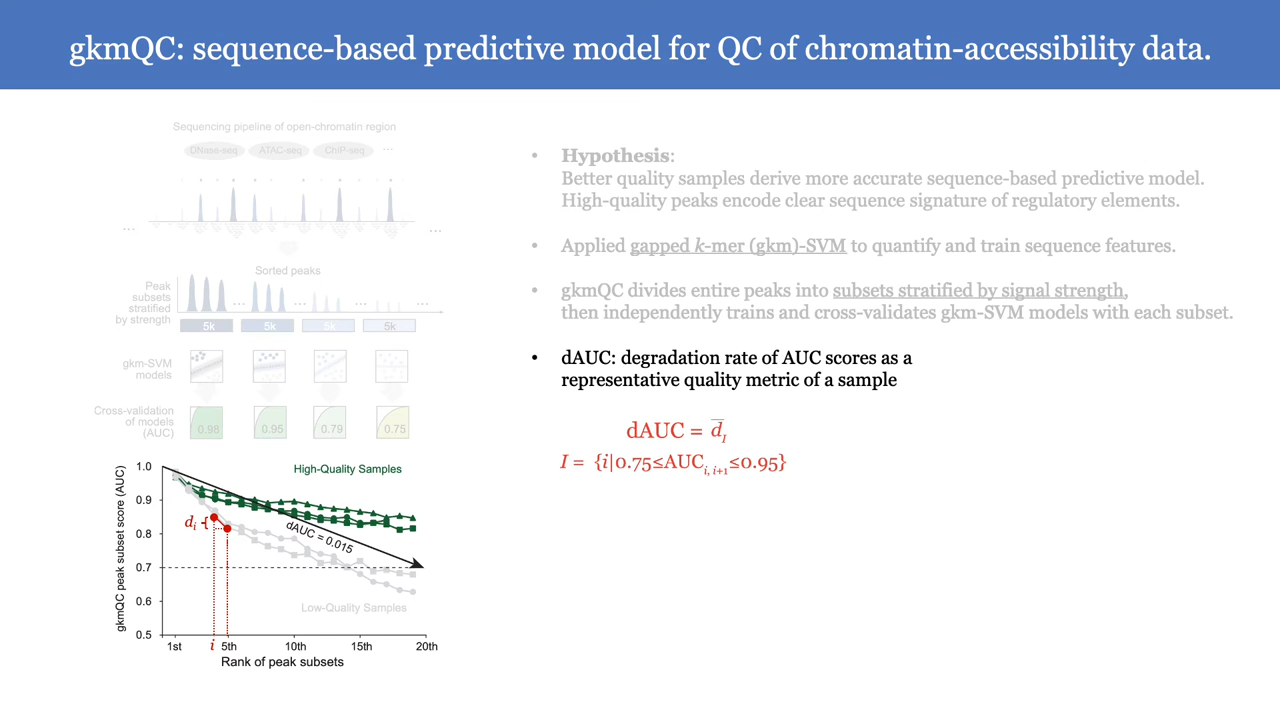 gkmQC: sequence-based predictive model for QC of chromatin-accessibility data.
Sequencing pipeline of open-chromatin region
DNase-seq ATAC-seq ChIP-seq ...
... ...
Sorted peaks
Peak
subsets
stratified
by strength
... ... ... ...
5k 5k 5k 5k
gkm-SVM
models
Cross-validation
of models
(AUC)
0.98 0.95 0.79 0.75
gkmQC peak subset score (AUC)
1.0
0.9
0.8
0.7
0.6
0.5
High-Quality Samples
di
dAUC = 0.015
Low-Quality Samples
1st i 5th 10th 15th 20th
Rank of peak subsets
• Hypothesis:
Better quality samples derive more accurate sequence-based predictive model.
High-quality peaks encode clear sequence signature of regulatory elements.
• Applied gapped k-mer (gkm)-SVM to quantify and train sequence features.
• gkmQC divides entire peaks into subsets stratified by signal strength,
then independently trains and cross-validates gkm-SVM models with each subset.
• dAUC: degradation rate of AUC scores as a
representative quality metric of a sample
dAUC = d̅I
I = {i|0.75≤AUCi, i+1≤0.95}